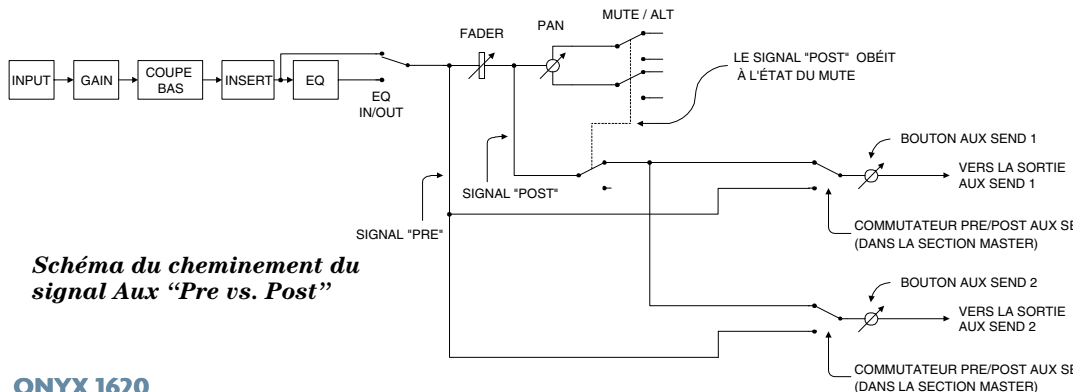 MUTE / ALT
PAN
FADER
LE SIGNAL "POST" OBÉIT
À L'ÉTAT DU MUTE
INPUT
GAIN
COUPE
BAS
INSERT
EQ
EQ
IN/OUT
BOUTON AUX SEND 1
VERS LA SORTIE
AUX SEND 1
SIGNAL "POST"
SIGNAL "PRE"
COMMUTATEUR PRE/POST AUX SE
(DANS LA SECTION MASTER)
Schéma du cheminement du
signal Aux “Pre vs. Post”
BOUTON AUX SEND 2
VERS LA SORTIE
AUX SEND 2
COMMUTATEUR PRE/POST AUX SE
(DANS LA SECTION MASTER)
ONYX 1620